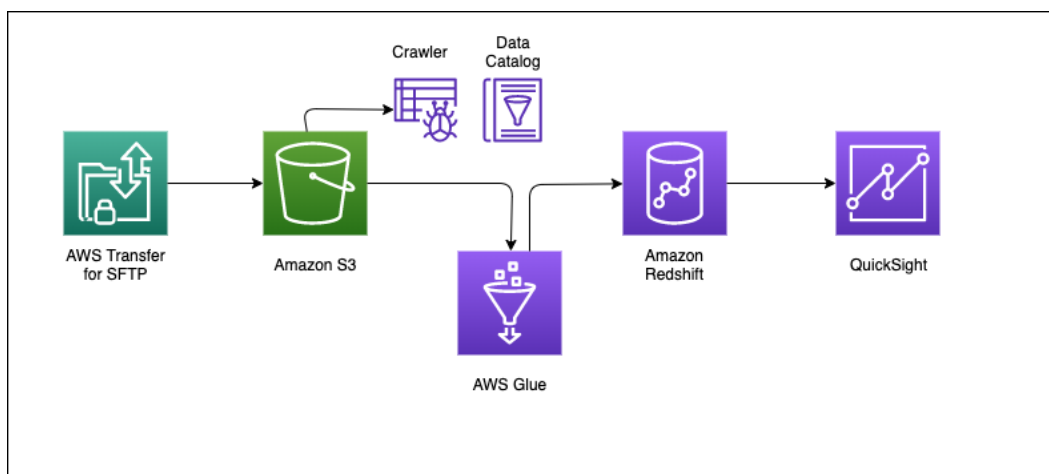 Crawler
Data
Catalog
AWS Transfer
for SFTP
Amazon S3
Amazon
Redshift
QuickSight
AWS Glue